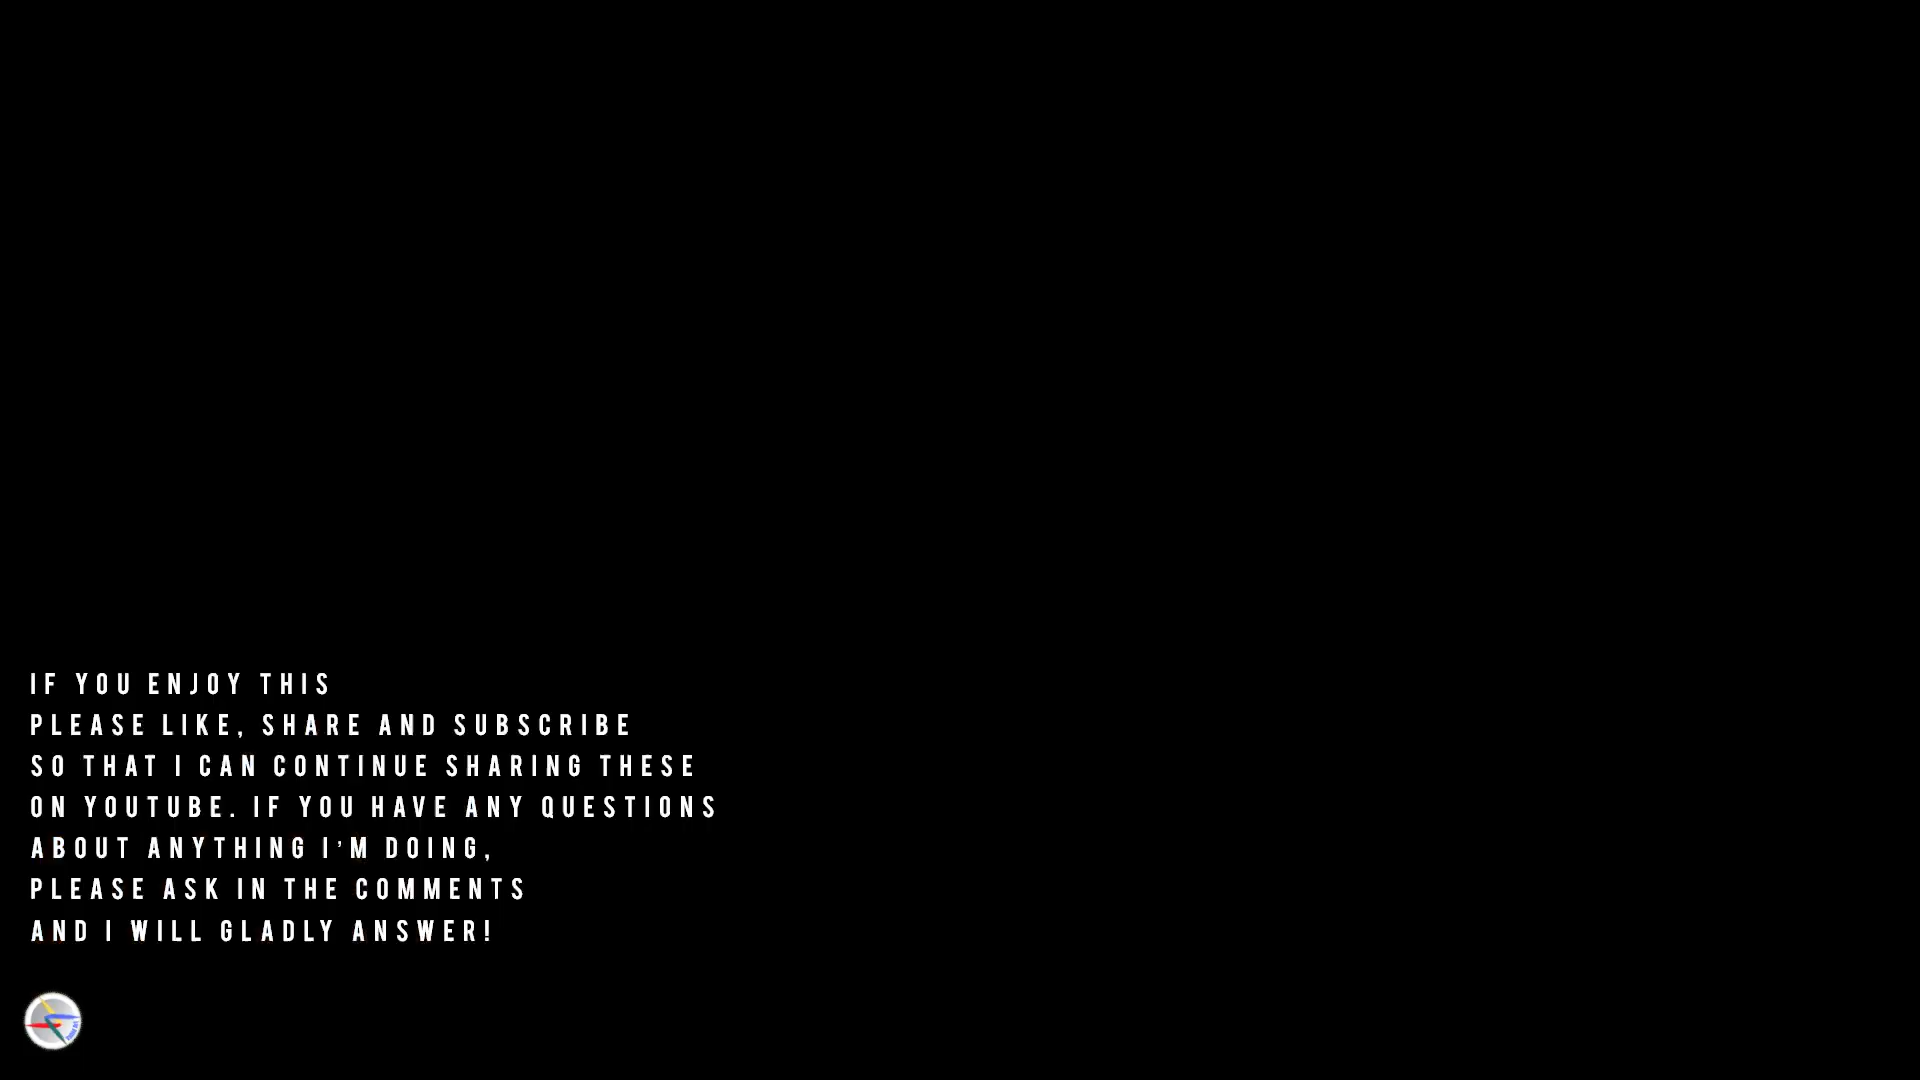 IF YOU ENJOY THIS
PLEASE LIKE, SHARE AND SUBSCRIBE
SO THAT I CAN CONTINUE SHARING THESE
ON YOUTUBE. IF YOU HAVE ANY QUESTIONS
ABOUT ANYTHING I'M DOING,
PLEASE ASK IN THE COMMENTS
AND I WILL GLADLY ANSWER!